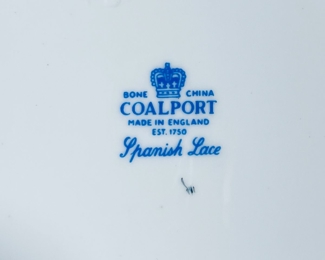 BONE CHINA
COALPORT
MADE IN ENGLAND
EST. 1750
Spanish Lace